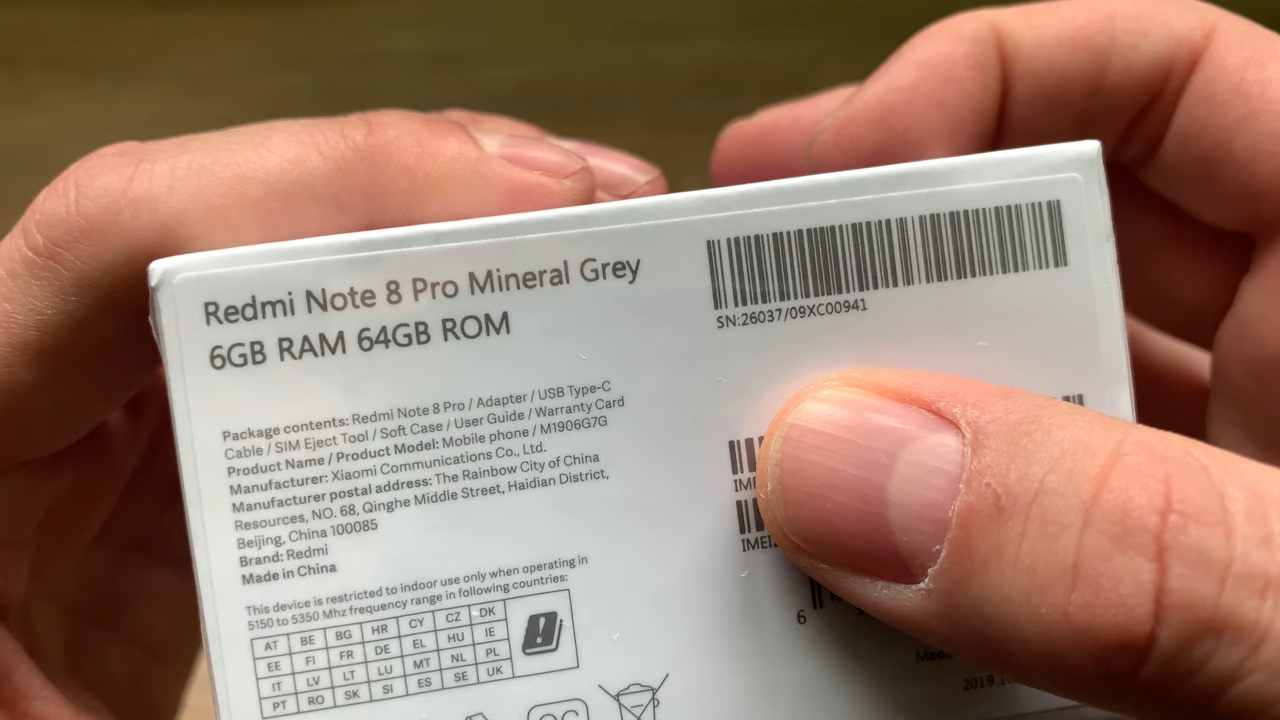 Redmi Note 8 Pro Mineral Grey
6GB RAM 64GB ROM
SN:26037/09XC00941
Package contents: Redmi Note 8 Pro / Adapter / USB Type-C
Cable / SIM Eject Tool / Soft Case / User Guide / Warranty Card
Product Name / Product Model: Mobile phone / M1906G7G
Manufacturer: Xiaomi Communications Co., Ltd.
Manufacturer postal address: The Rainbow City of China
Resources, NO. 68, Qinghe Middle Street, Haidian District,
Beijing, China 100085
Brand: Redmi
Made in China
This device is restricted to indoor use only when operating in
5150 to 5350 Mhz frequency range in following countries:
AT BE BG HR CY CZ DK
EE FI FR DE EL HU IE
IT LV LT LU MT NL PL
PT RO SK SI ES SE UK
6